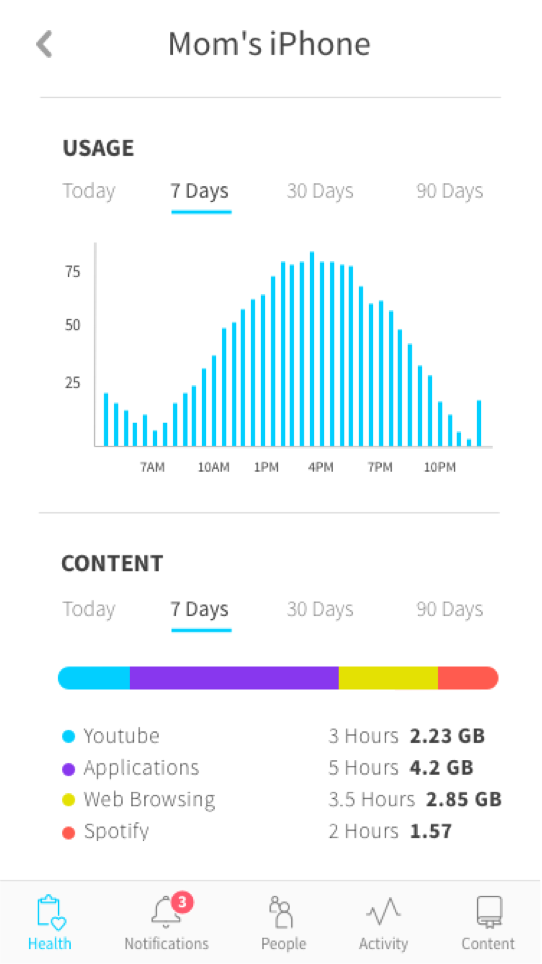 Mom's iPhone
USAGE
Today 7 Days 30 Days 90 Days
75
50
25
7AM 10AM 1PM 4PM 7PM 10PM
CONTENT
Today 7 Days 30 Days 90 Days
Youtube 3 Hours 2.23 GB
Applications 5 Hours 4.2 GB
Web Browsing 3.5 Hours 2.85 GB
Spotify 2 Hours 1.57
3
Health Notifications People Activity Content